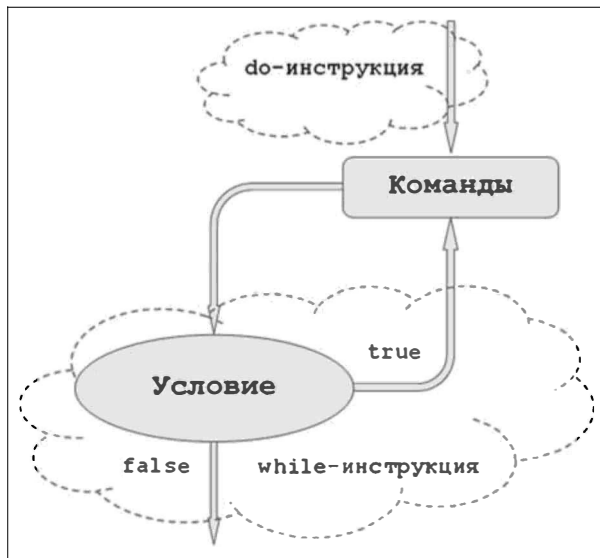 do-инструкция
Команды
true
Условие
false
while-инструкция